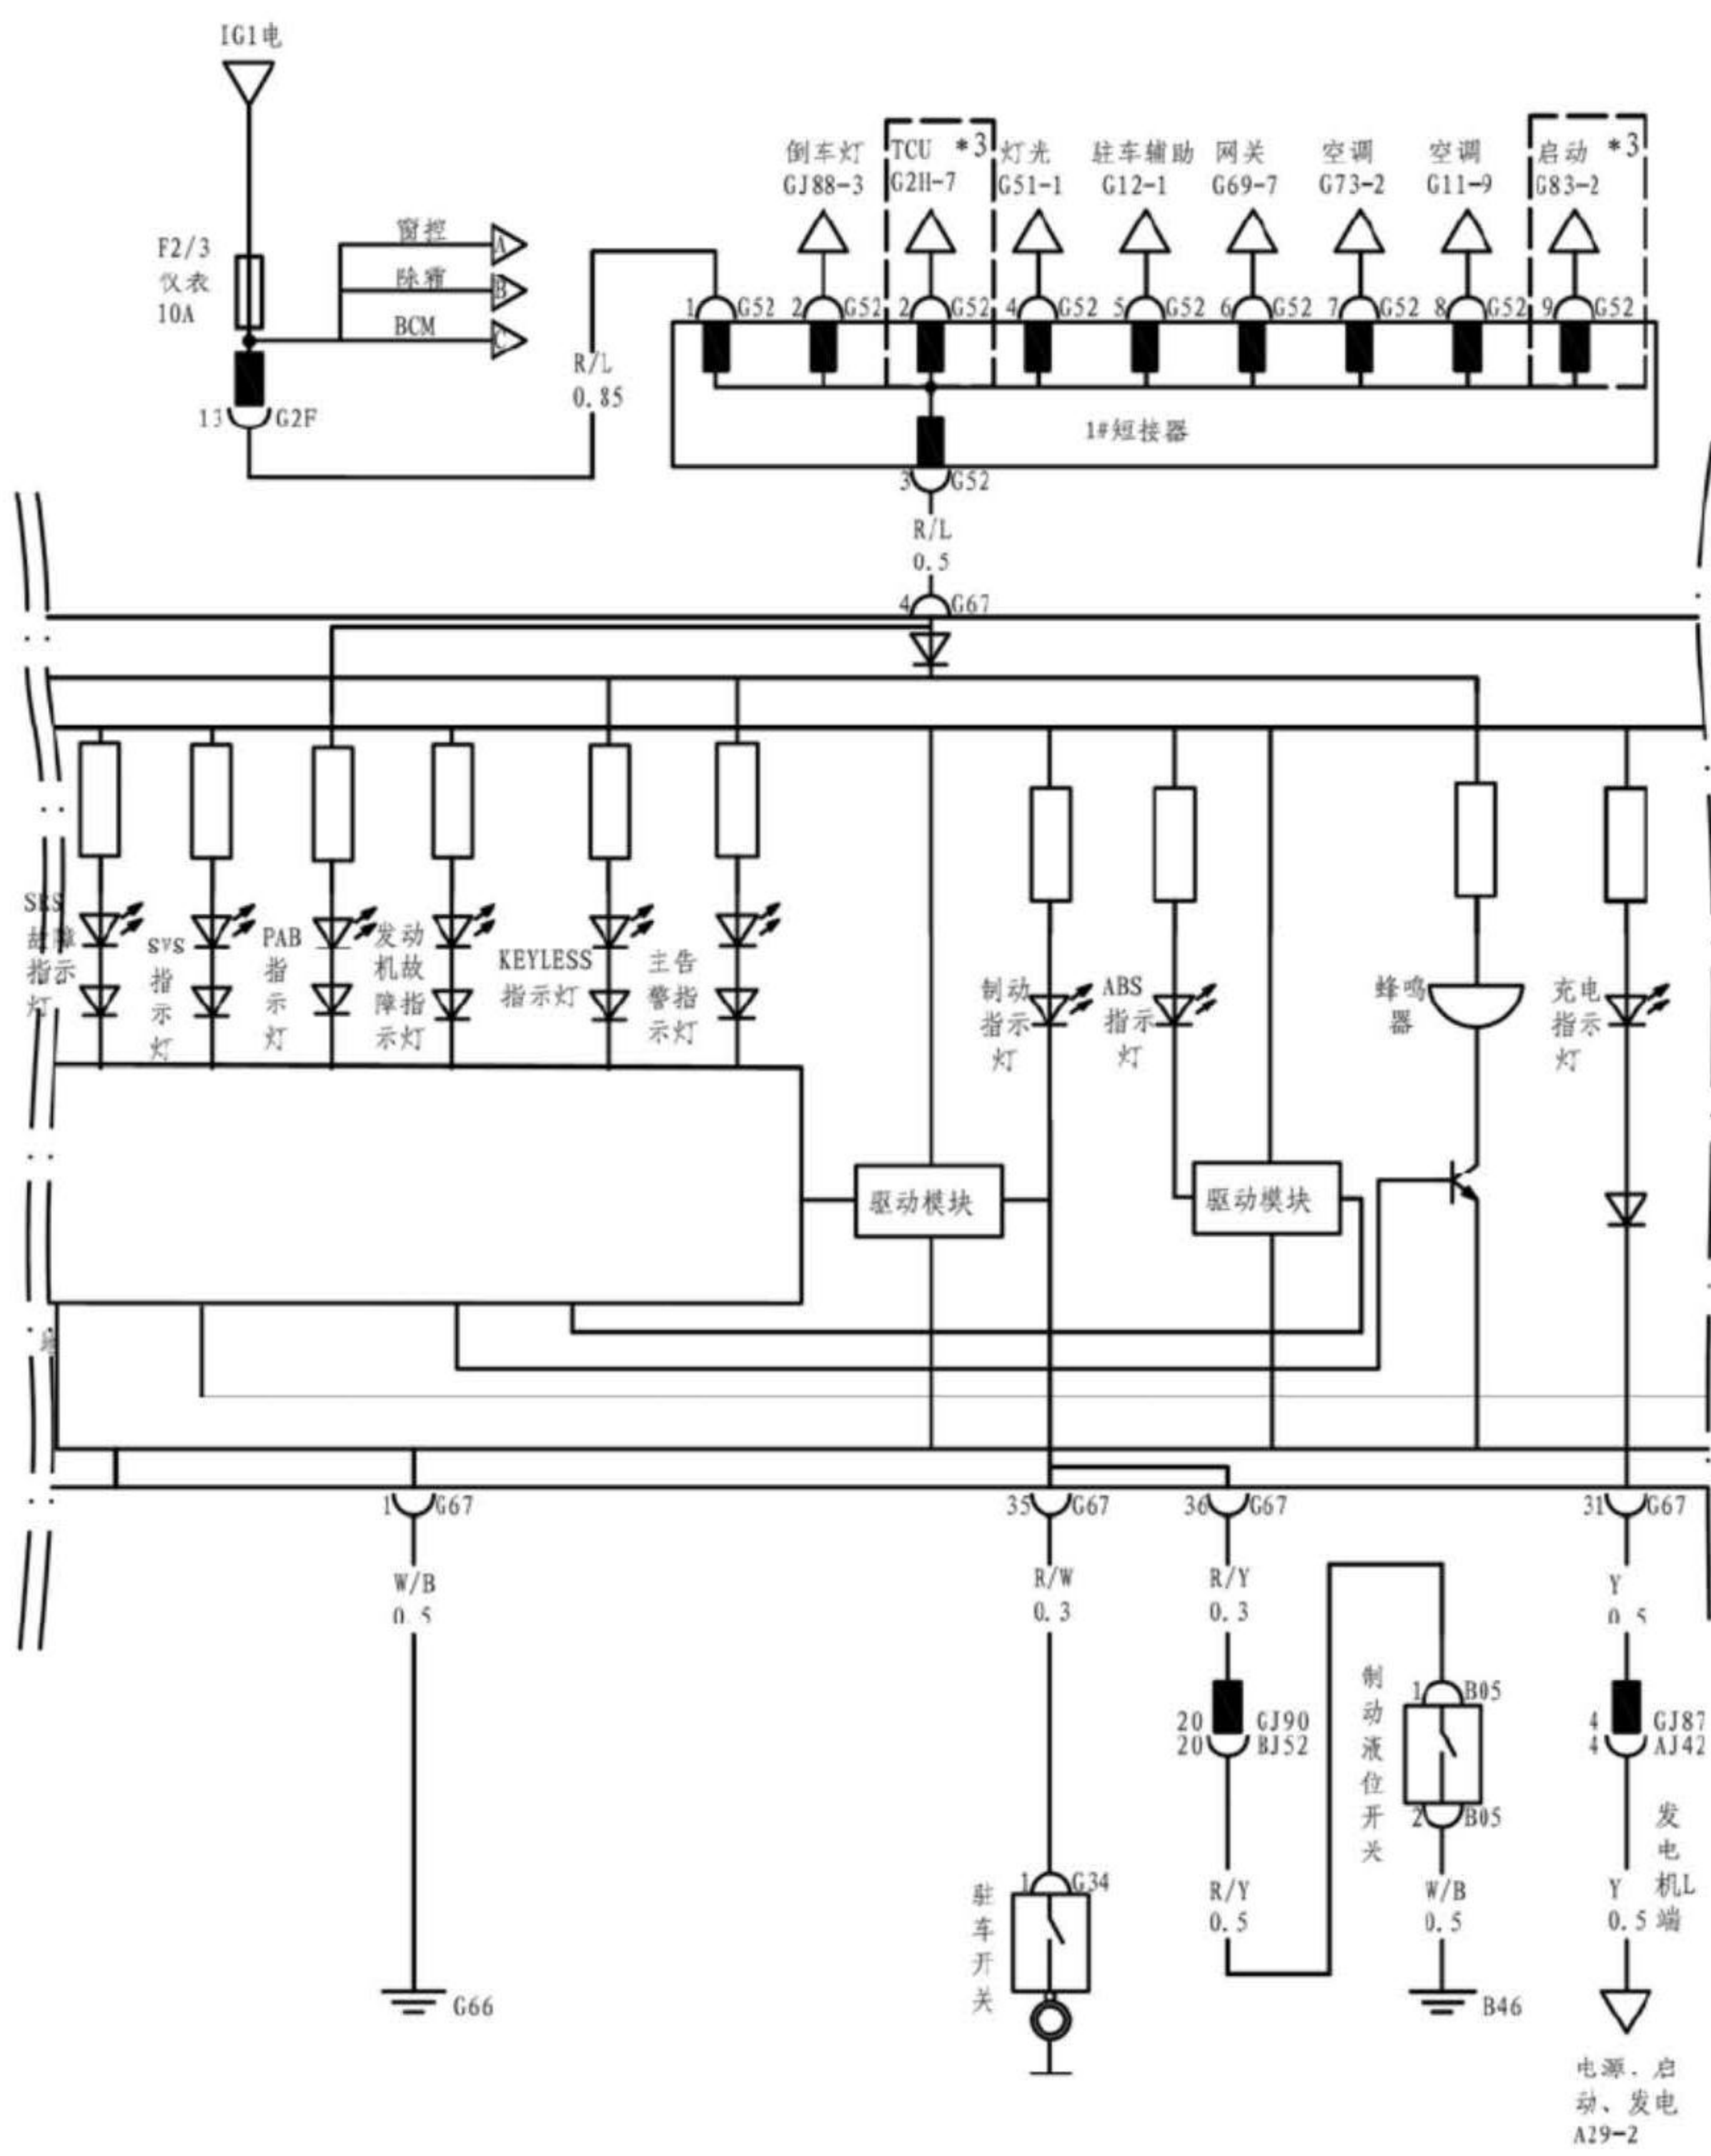 IG1电
倒车灯
GJ88-3
TCU *3
G2H-7
灯光
G51-1
驻车辅助
G12-1
网关
G69-7
空调
G73-2
空调
G11-9
启动 *3
G83-2
F2/3
仪表
10A
窗控
A
除霜
B
BCM
C
13 G2F
R/L
0.85
1 G52
2 G52
2 G52
4 G52
5 G52
6 G52
7 G52
8 G52
9 G52
1#短接器
3 G52
R/L
0.5
4 G67
SRS
故障
指示
灯
SVS
指
示
灯
PAB
指
示
灯
发动
机故
障指
示灯
KEYLESS
指示灯
主告
警指
示灯
制动
指示
灯
ABS
指示
灯
蜂鸣
器
充电
指示
灯
驱动模块
驱动模块
1 G67
35 G67
36 G67
31 G67
W/B
0.5
R/W
0.3
R/Y
0.3
Y
0.5
20 GJ90
20 BJ52
制
动
液
位
开
关
1 B05
2 B05
4 GJ87
4 AJ42
发
电
机L
端
驻
车
开
关
1 G34
R/Y
0.5
W/B
0.5
Y
0.5
G66
B46
电源、启
动、发电
A29-2